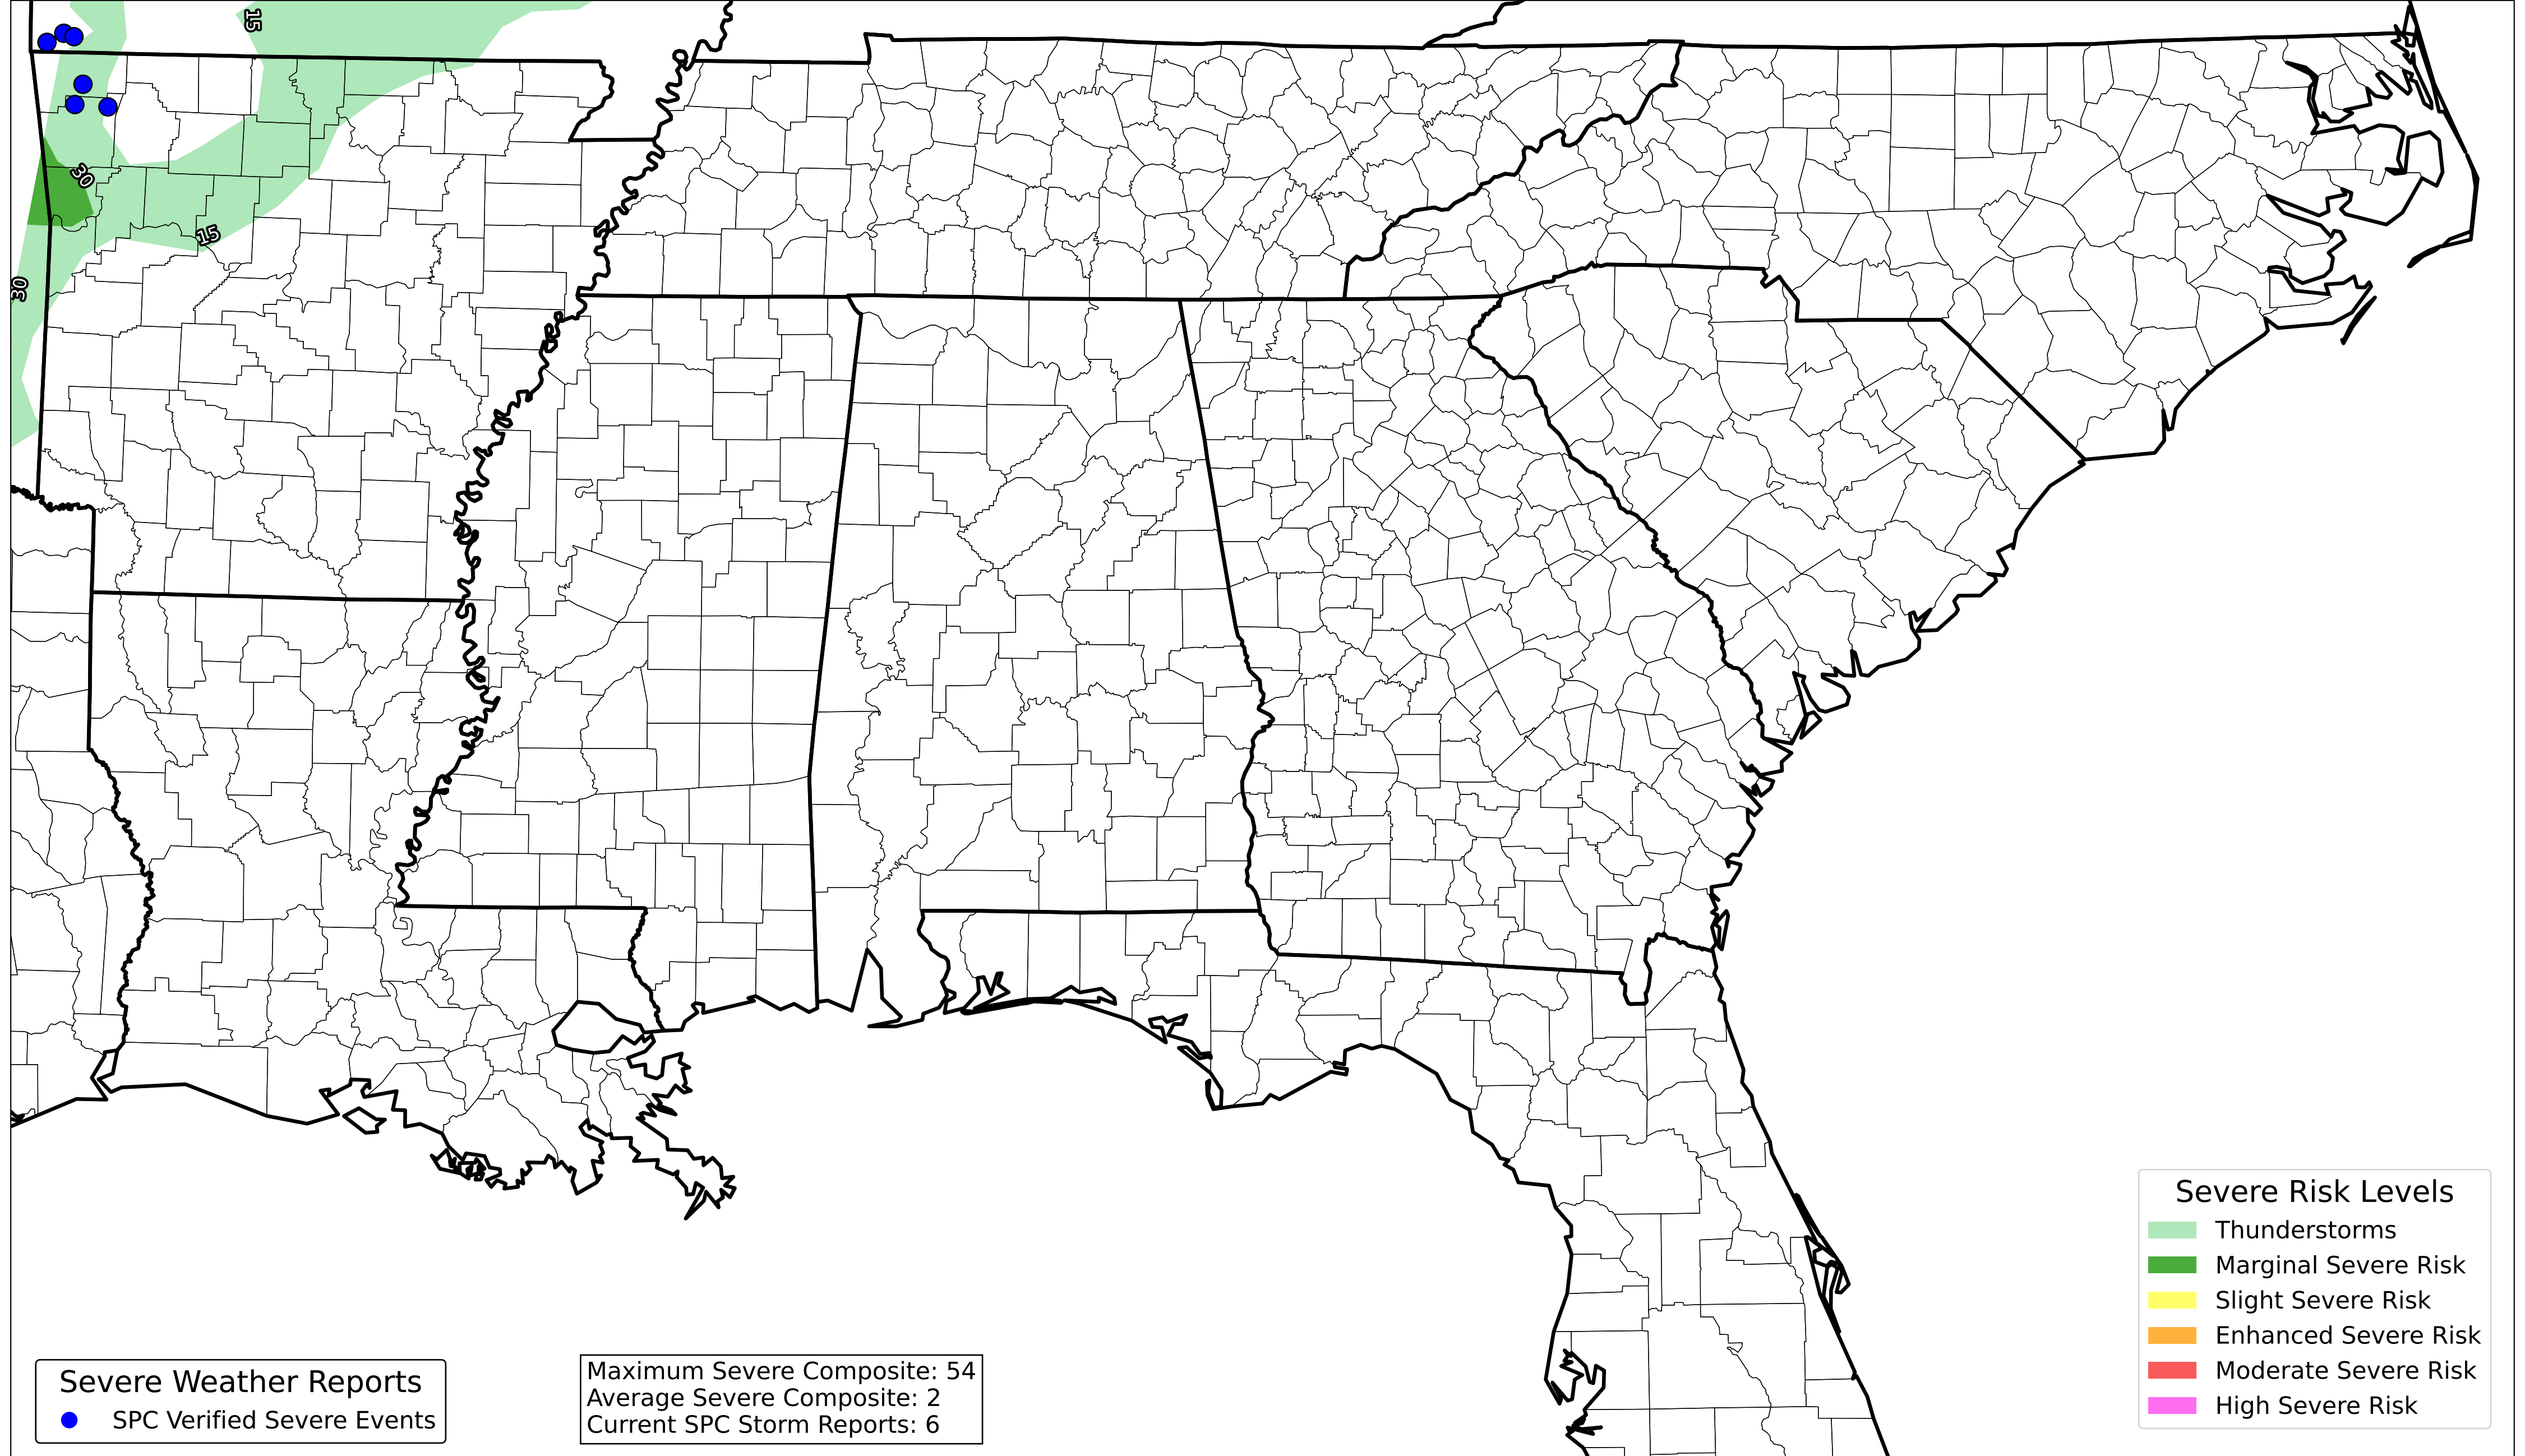 15
30
15
30
Severe Weather Reports
SPC Verified Severe Events
Maximum Severe Composite: 54
Average Severe Composite: 2
Current SPC Storm Reports: 6
Severe Risk Levels
Thunderstorms
Marginal Severe Risk
Slight Severe Risk
Enhanced Severe Risk
Moderate Severe Risk
High Severe Risk